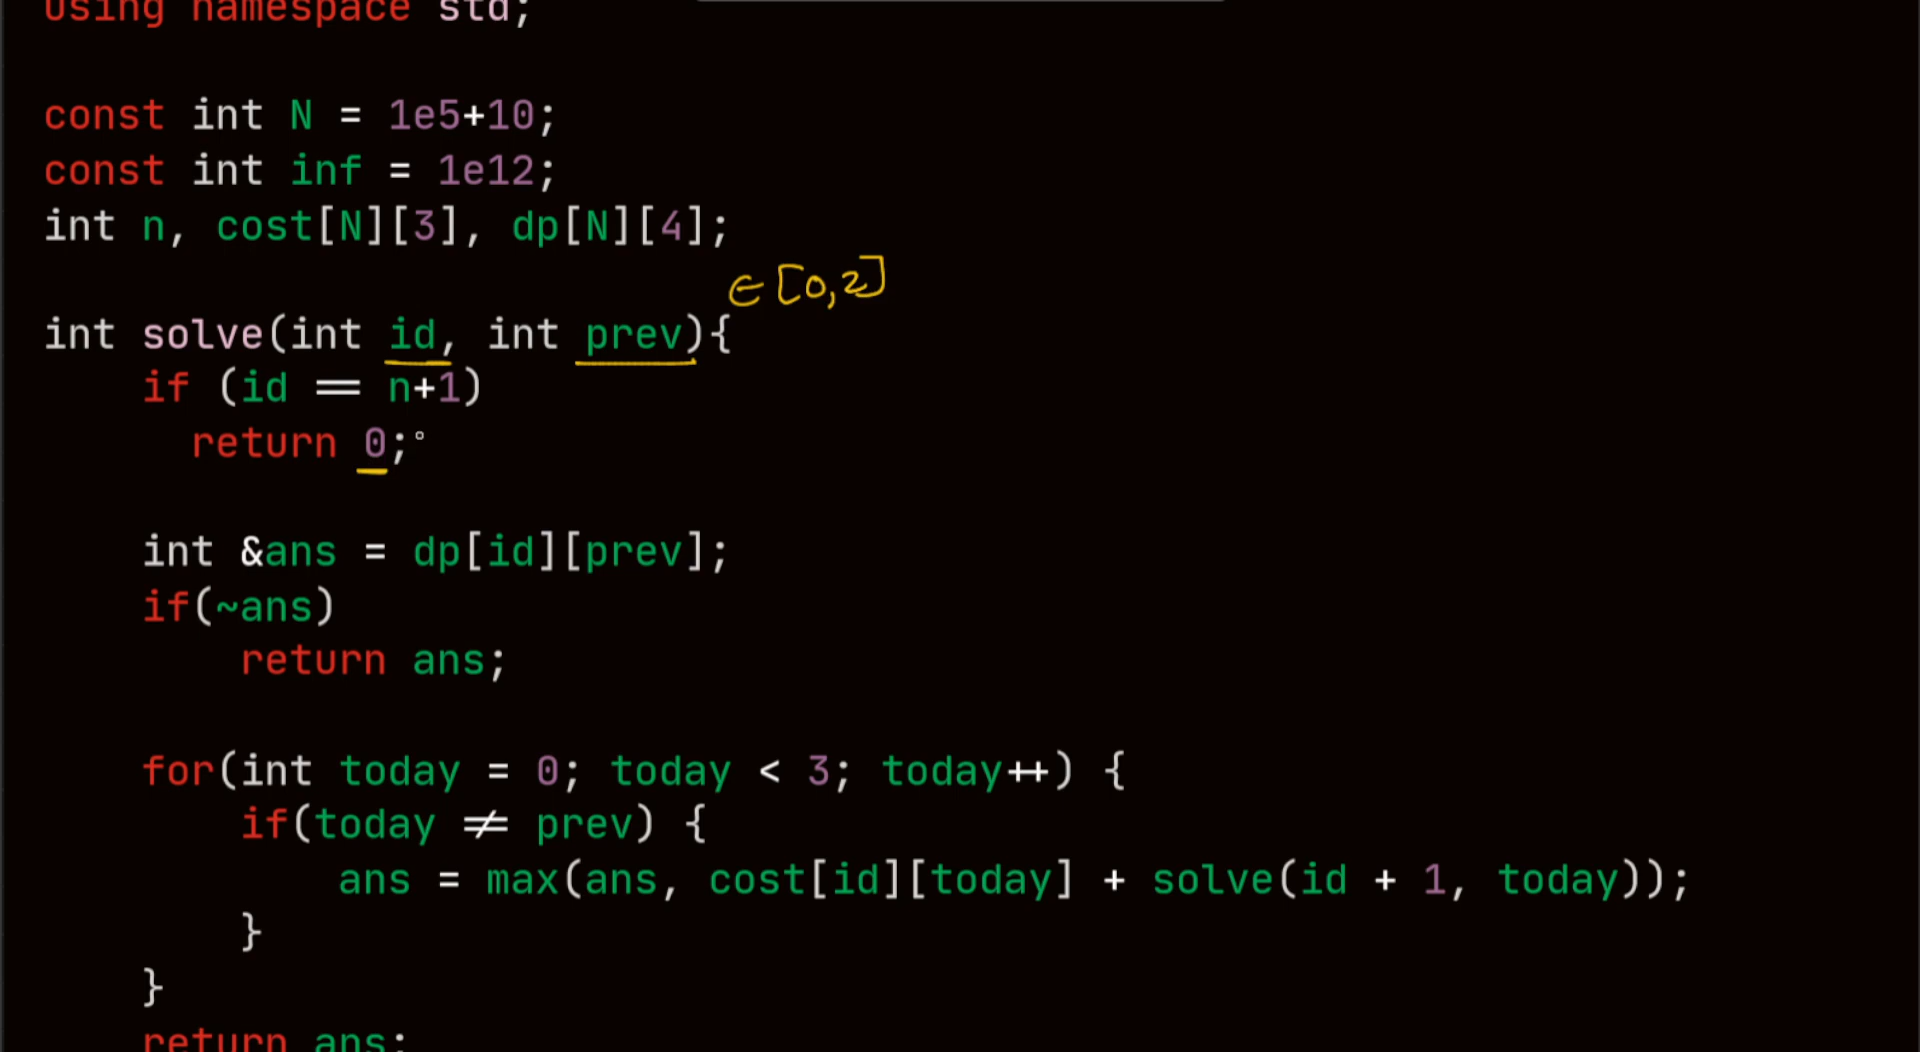 using namespace std;
const int N = 1e5+10;
const int inf = 1e12;
int n, cost[N][3], dp[N][4];
∈ [0,2]
int solve(int id, int prev){
if (id == n+1)
return 0;
int &ans = dp[id][prev];
if(~ans)
return ans;
for(int today = 0; today < 3; today++) {
if(today != prev) {
ans = max(ans, cost[id][today] + solve(id + 1, today));
}
}
return ans;